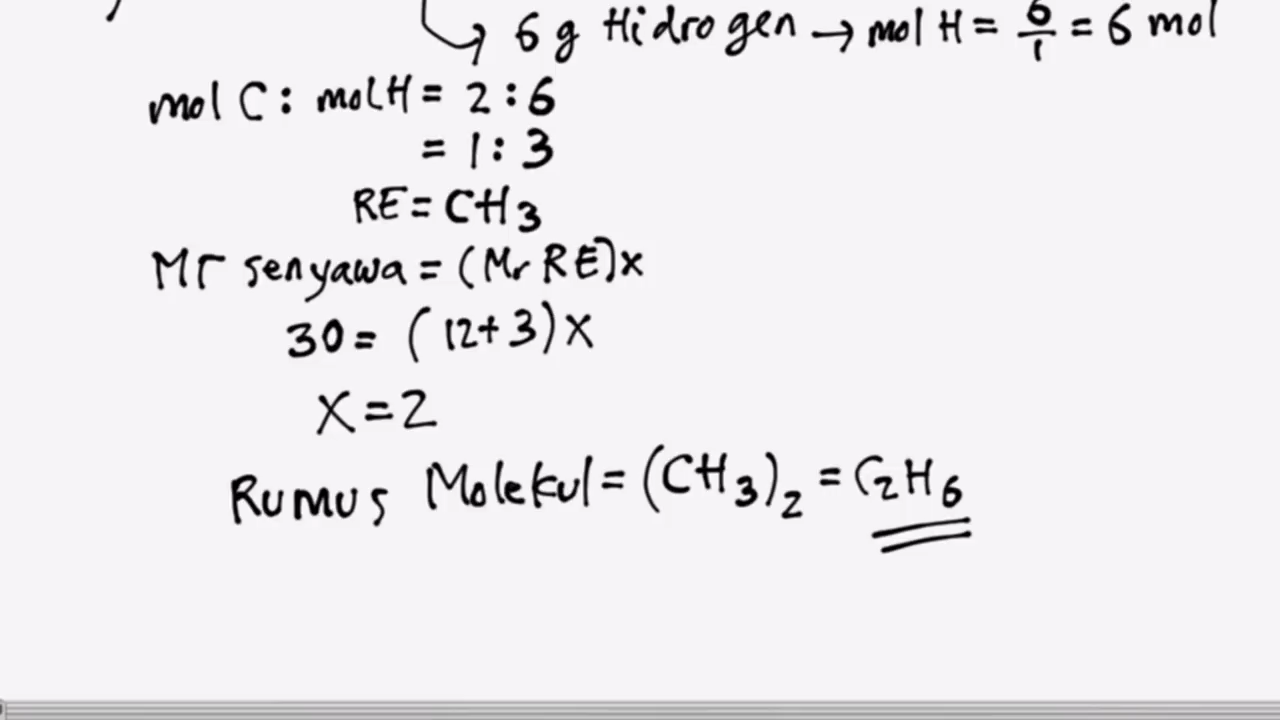 6 g Hidrogen → mol H = 6/1 = 6 mol
mol C : mol H = 2 : 6
= 1 : 3
RE = CH₃
Mr senyawa = (Mr RE)x
30 = (12+3)x
x = 2
Rumus Molekul = (CH₃)₂ = C₂H₆